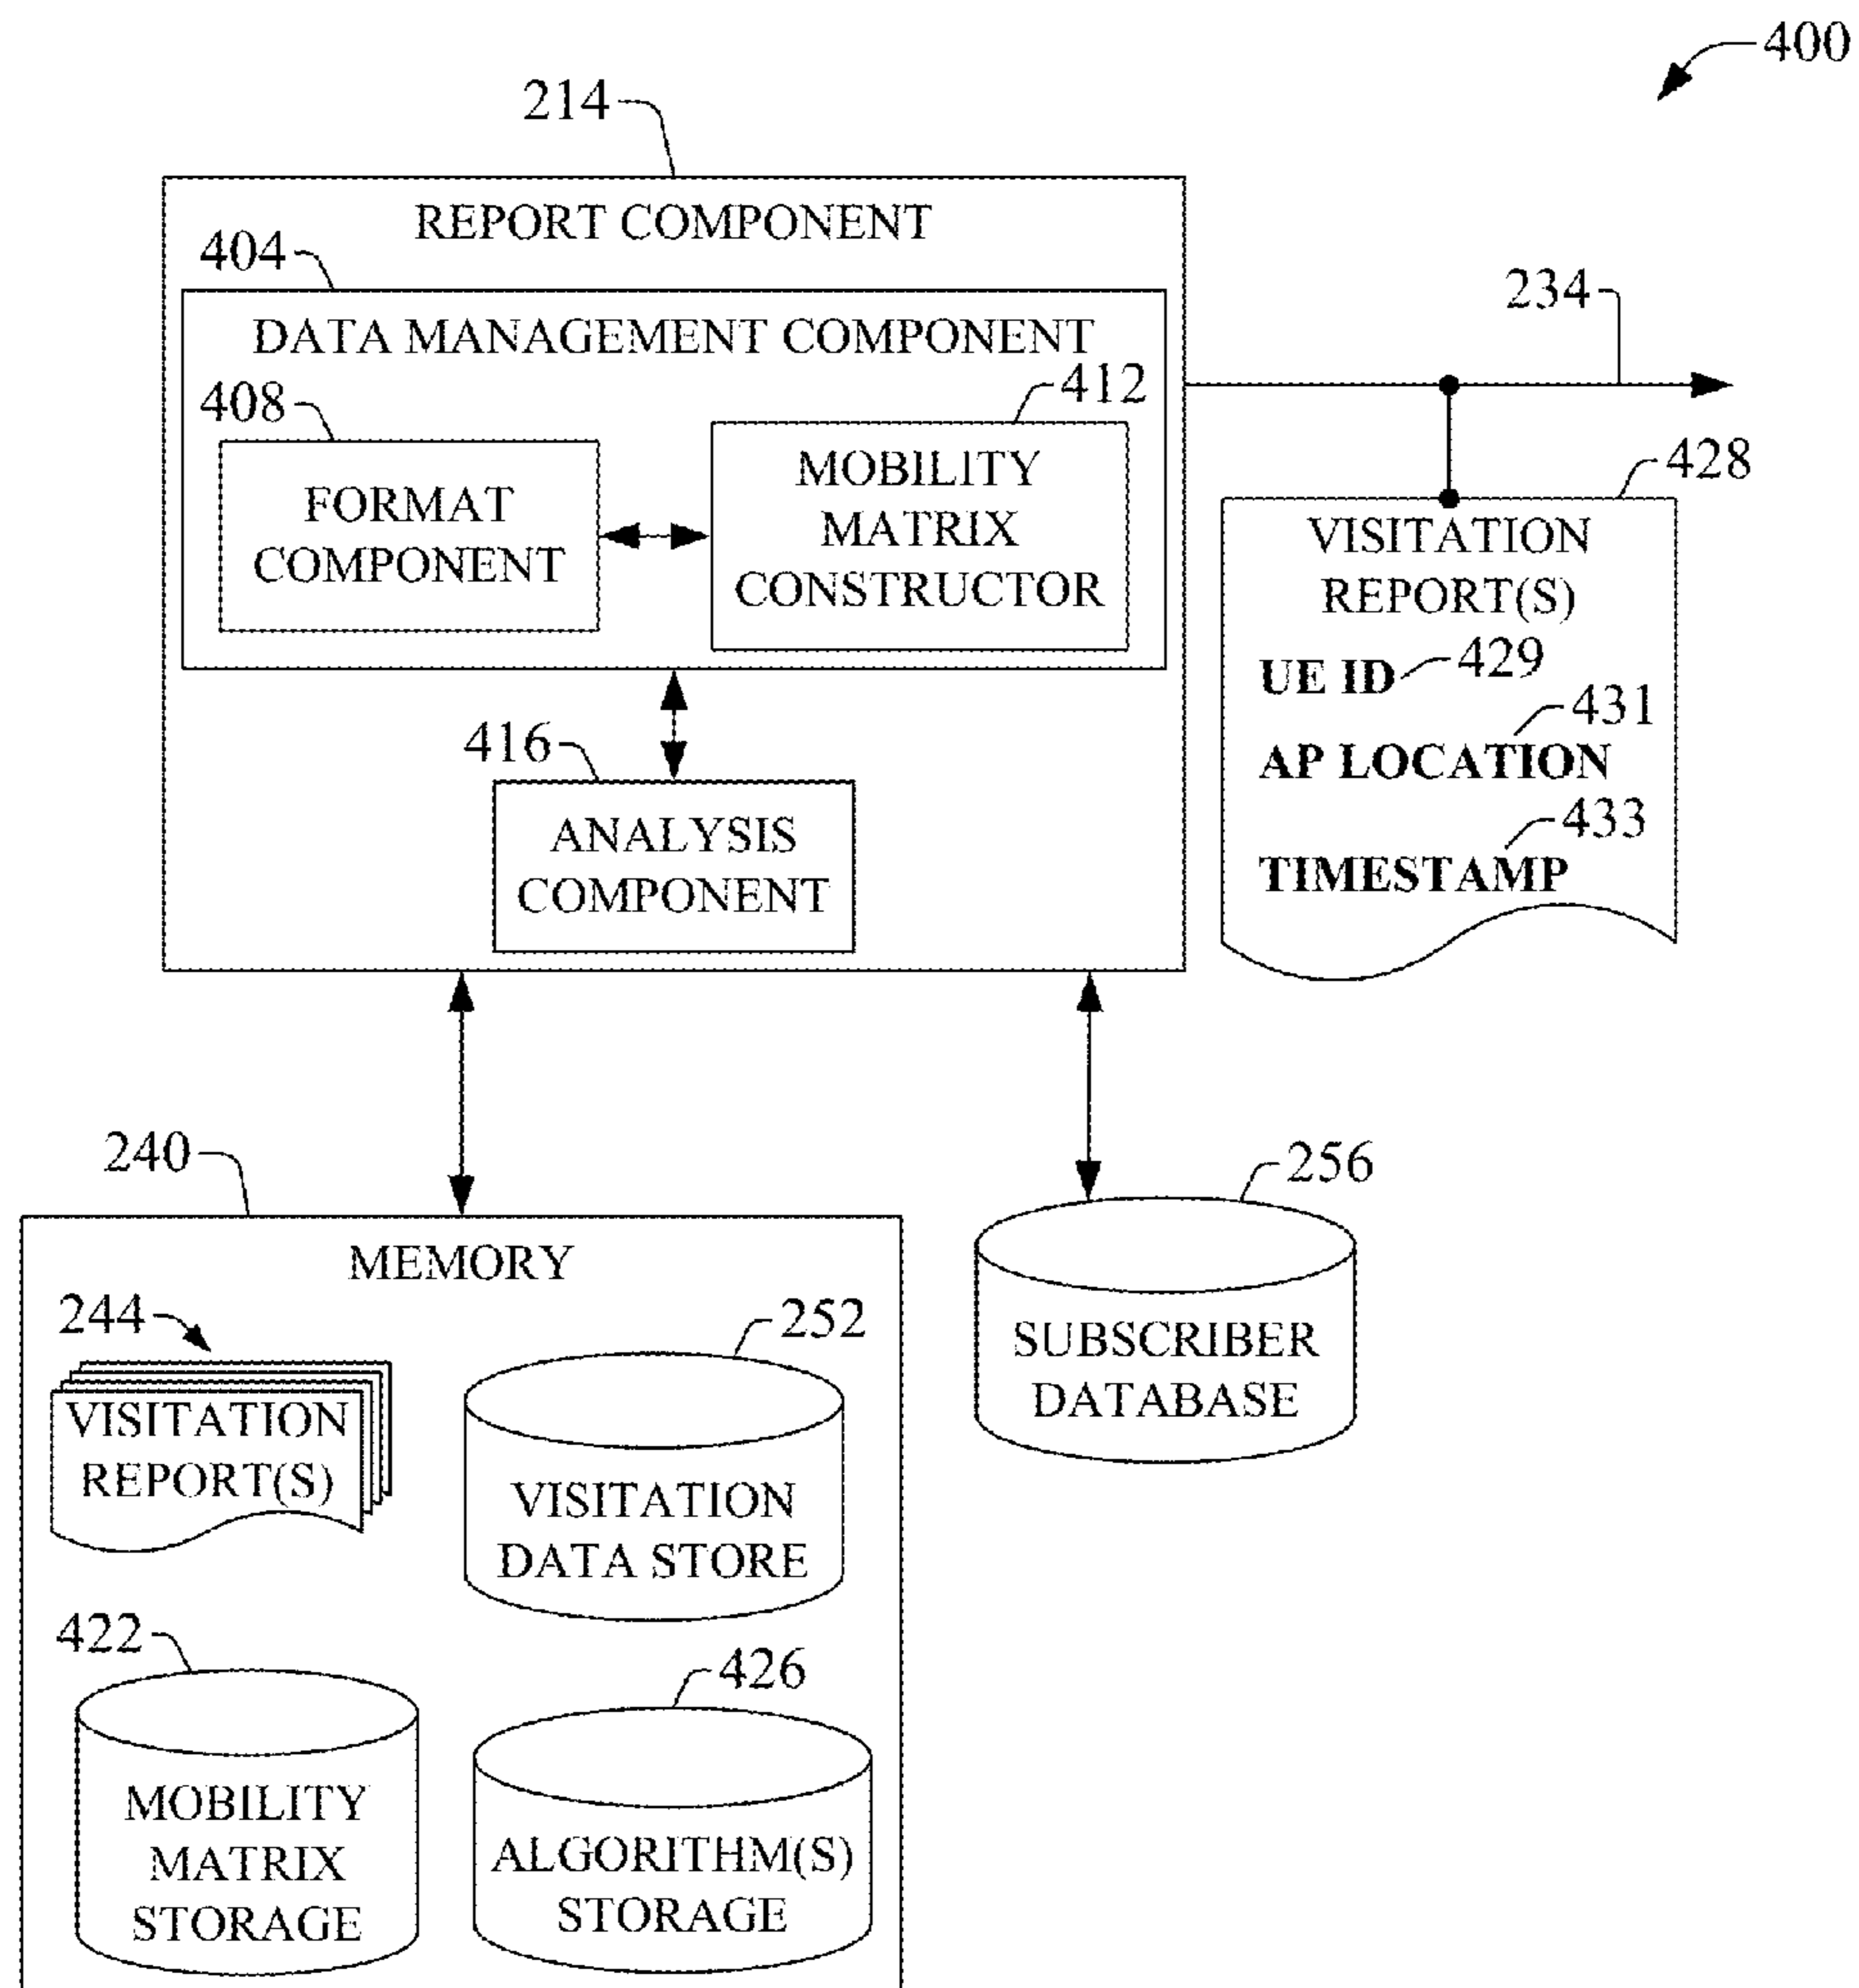 400
214
REPORT COMPONENT
404
DATA MANAGEMENT COMPONENT
234
408
412
FORMAT
COMPONENT
MOBILITY
MATRIX
CONSTRUCTOR
428
VISITATION
REPORT(S)
UE ID 429
431
AP LOCATION
433
TIMESTAMP
416
ANALYSIS
COMPONENT
240
MEMORY
256
SUBSCRIBER
DATABASE
244
VISITATION
REPORT(S)
252
VISITATION
DATA STORE
422
MOBILITY
MATRIX
STORAGE
426
ALGORITHM(S)
STORAGE